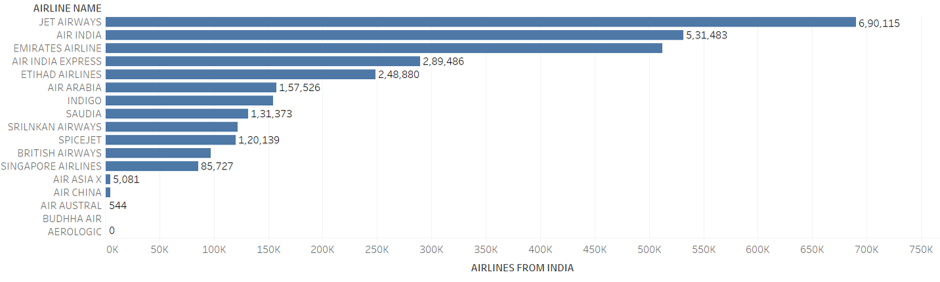 AIRLINE NAME
JET AIRWAYS 6,90,115
AIR INDIA 5,31,483
EMIRATES AIRLINE
AIR INDIA EXPRESS 2,89,486
ETIHAD AIRLINES 2,48,880
AIR ARABIA 1,57,526
INDIGO
SAUDIA 1,31,373
SRILNKAN AIRWAYS
SPICEJET 1,20,139
BRITISH AIRWAYS
SINGAPORE AIRLINES 85,727
AIR ASIA X 5,081
AIR CHINA
AIR AUSTRAL 544
BUDHHA AIR
AEROLOGIC 0
0K 50K 100K 150K 200K 250K 300K 350K 400K 450K 500K 550K 600K 650K 700K 750K
AIRLINES FROM INDIA